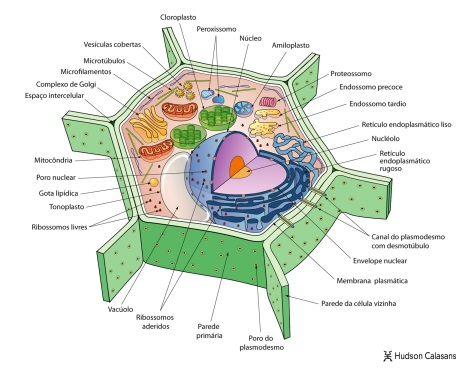 Cloroplasto
Peroxissomo
Núcleo
Amiloplasto
Vesículas cobertas
Microtúbulos
Microfilamentos
Complexo de Golgi
Espaço intercelular
Proteossomo
Endossomo precoce
Endossomo tardio
Retículo endoplasmático liso
Nucléolo
Retículo
endoplasmático
rugoso
Mitocôndria
Poro nuclear
Gota lipídica
Tonoplasto
Ribossomos livres
Canal do plasmodesmo
com desmotúbulo
Envelope nuclear
Membrana plasmática
Parede da célula vizinha
Vacúolo
Ribossomos
aderidos
Parede
primária
Poro do
plasmodesmo
Hudson Calasans